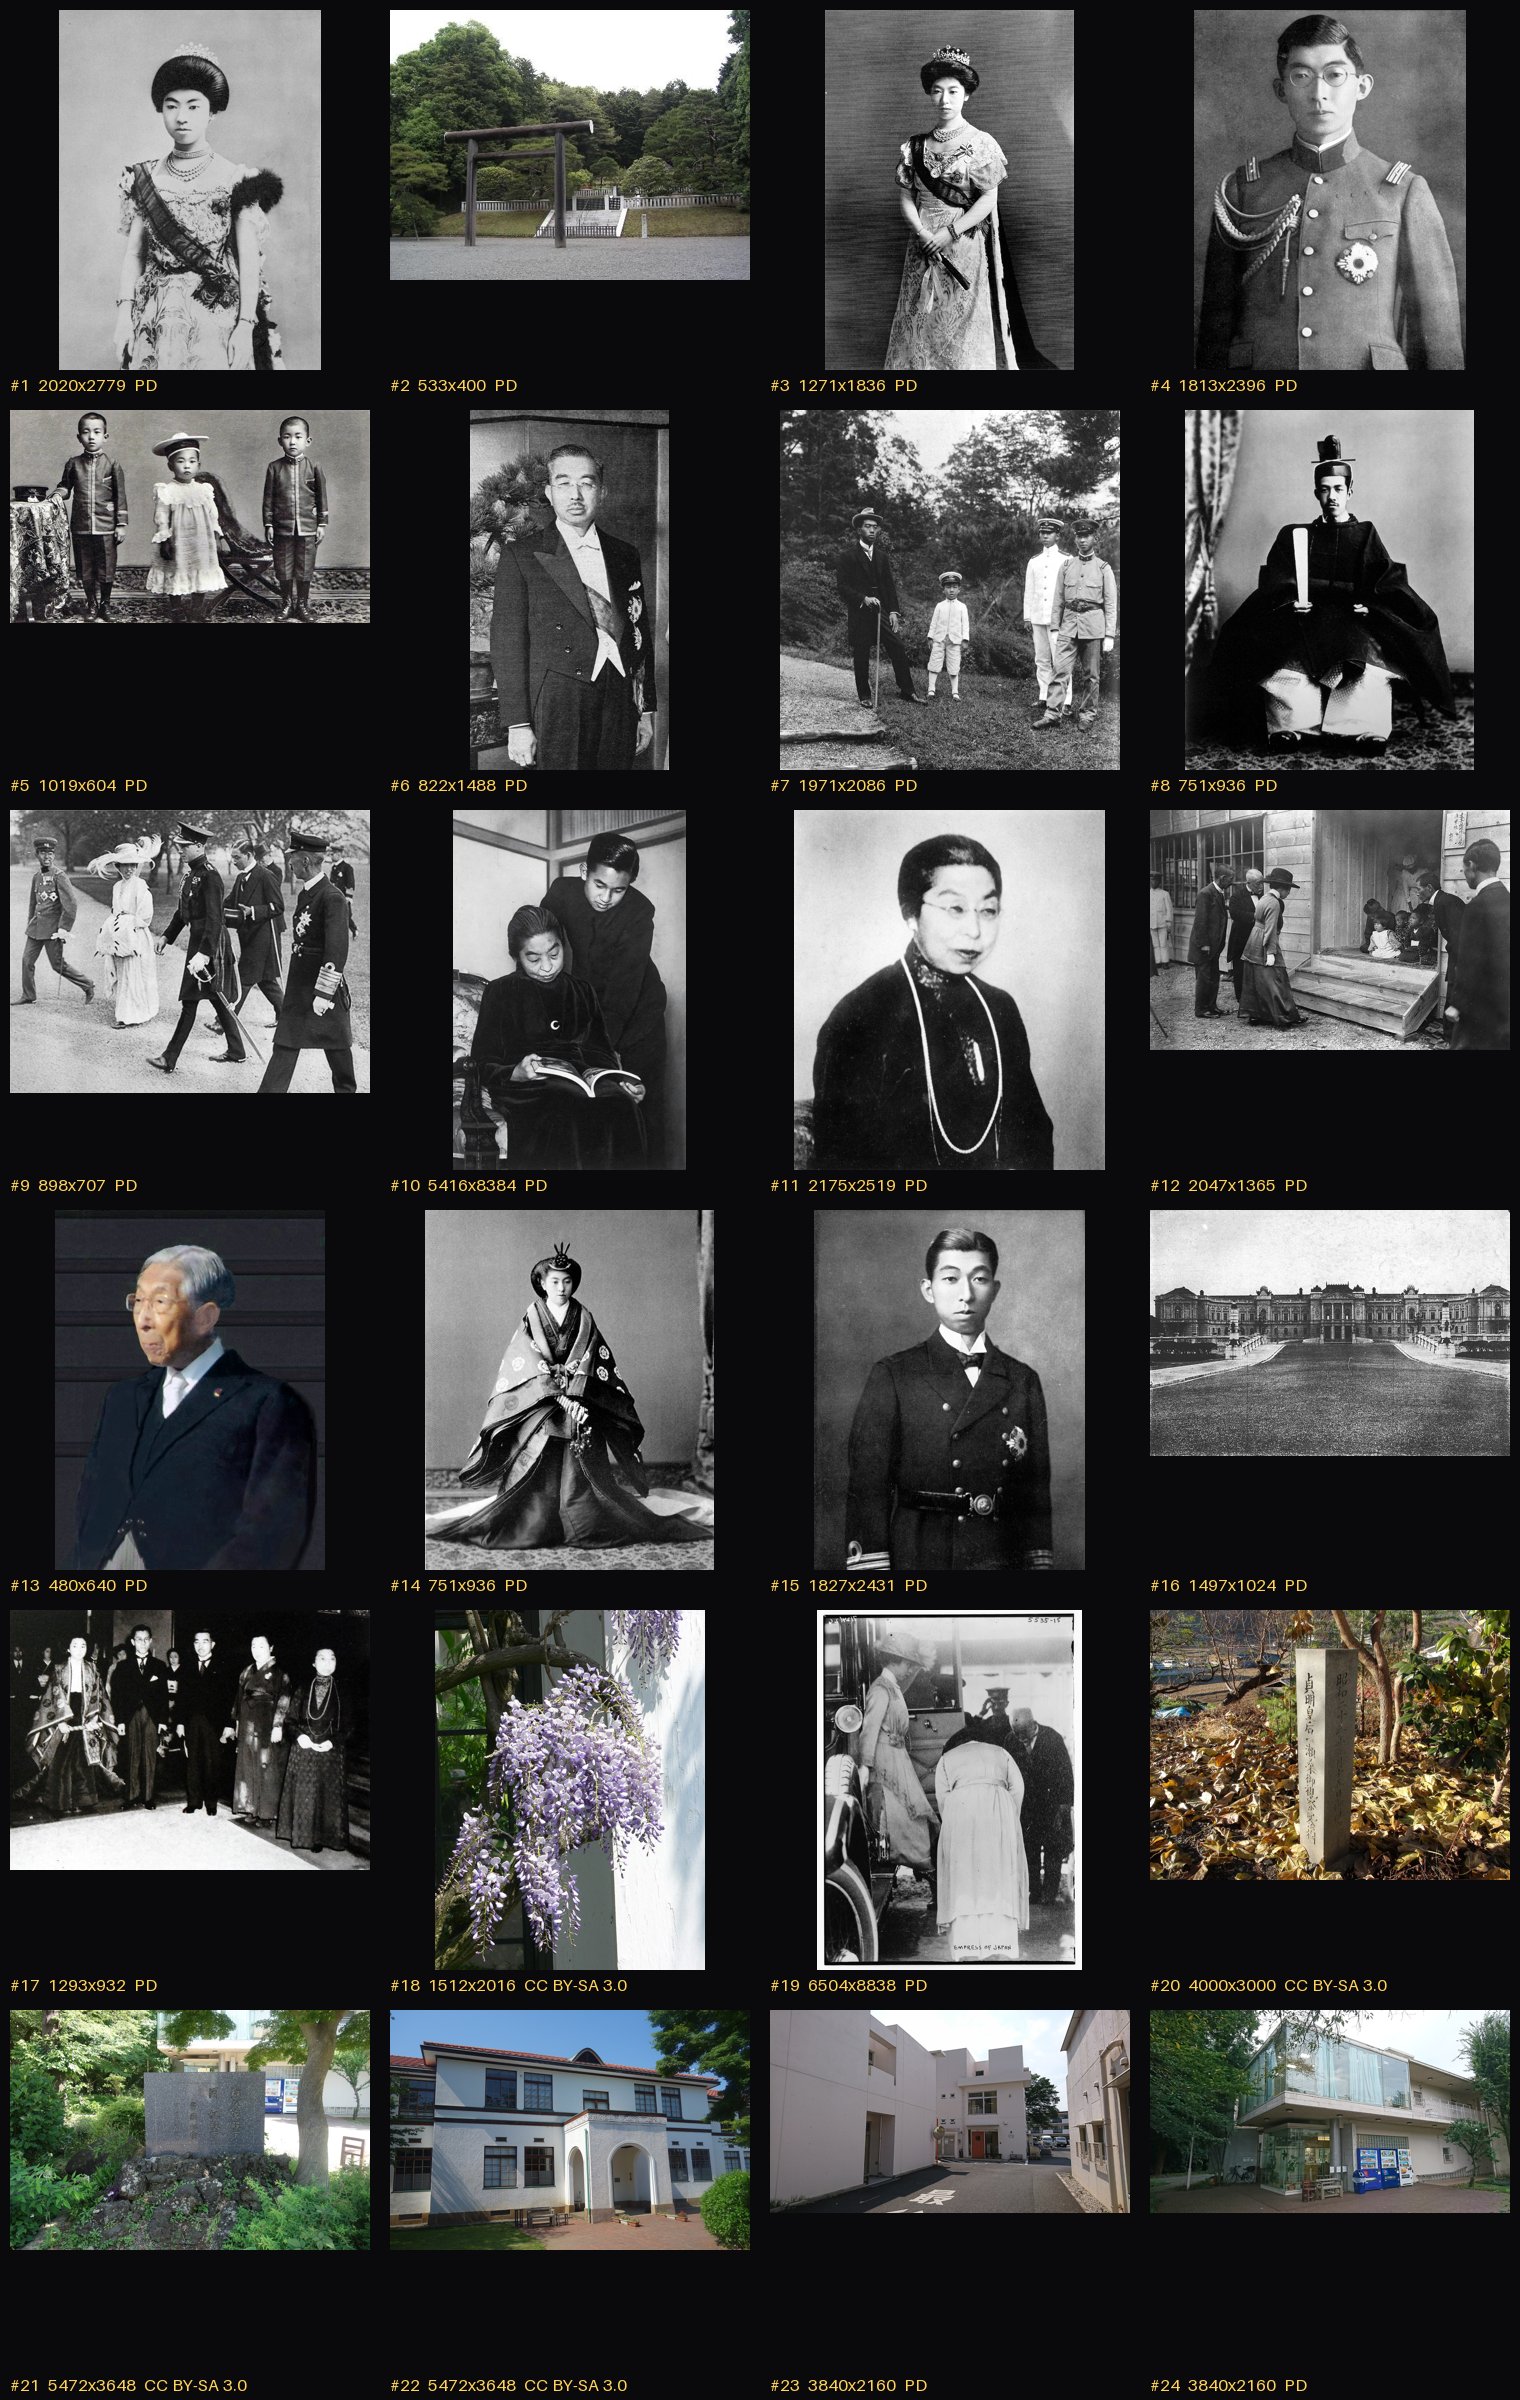 #1 2020x2779 PD
#2 533x400 PD
#3 1271x1836 PD
#4 1813x2396 PD
#5 1019x604 PD
#6 822x1488 PD
#7 1971x2086 PD
#8 751x936 PD
#9 898x707 PD
#10 5416x8384 PD
#11 2175x2519 PD
#12 2047x1365 PD
#13 480x640 PD
#14 751x936 PD
#15 1827x2431 PD
#16 1497x1024 PD
5535-15
EMPRESS OF JAPAN
貞明皇后
#17 1293x932 PD
#18 1512x2016 CC BY-SA 3.0
#19 6504x8838 PD
#20 4000x3000 CC BY-SA 3.0
#21 5472x3648 CC BY-SA 3.0
#22 5472x3648 CC BY-SA 3.0
#23 3840x2160 PD
#24 3840x2160 PD